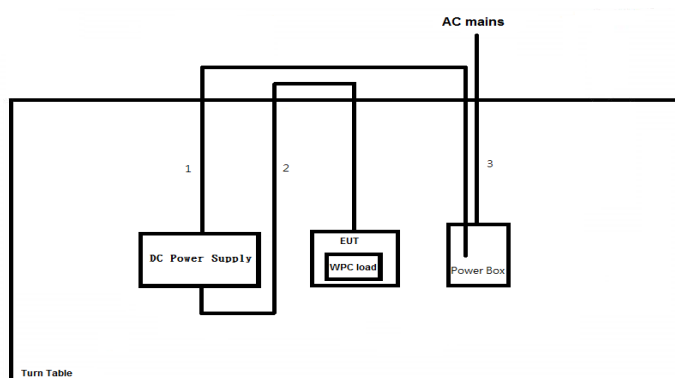 AC mains
1
2
3
EUT
DC Power Supply
WPC load
Power Box
Turn Table